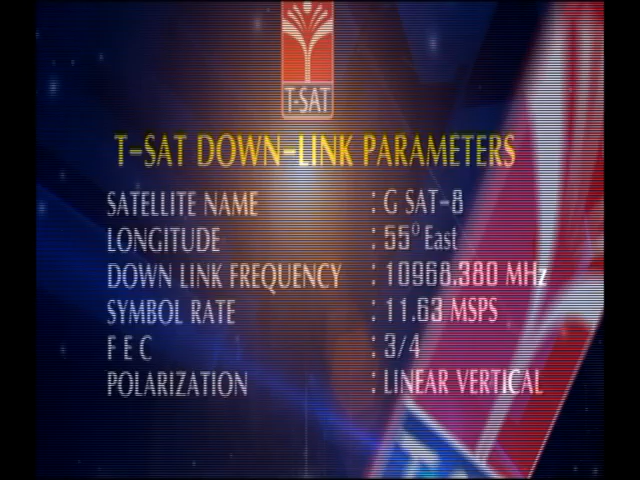 T-SAT
T-SAT DOWN-LINK PARAMETERS
SATELLITE NAME : G SAT-8
LONGITUDE : 55⁰ East
DOWN LINK FREQUENCY : 10968.380 MHz
SYMBOL RATE : 11.63 MSPS
F E C : 3/4
POLARIZATION : LINEAR VERTICAL